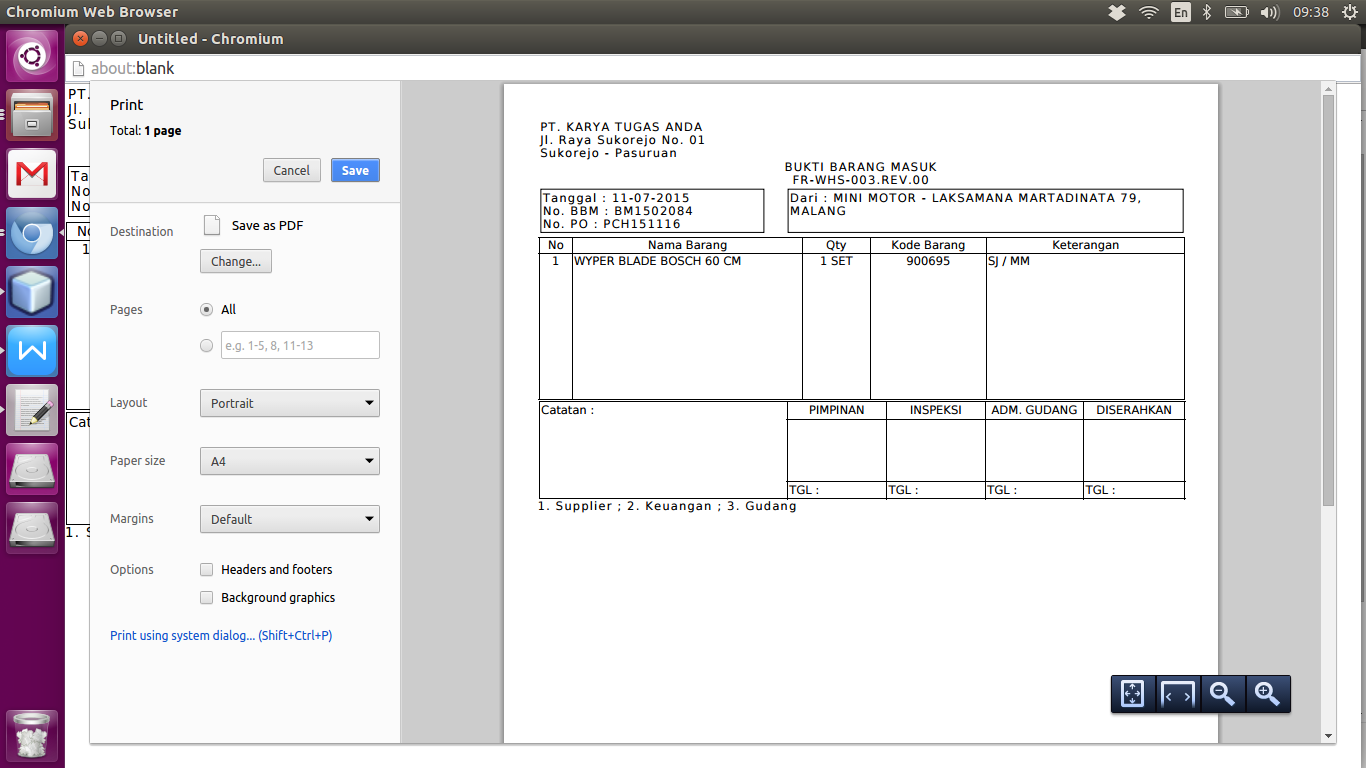 Chromium Web Browser
En
09:38
Untitled - Chromium
about:blank
PT.
Jl.
Su
Ta
No
No
No
1
Cat
1. S
Print
Total: 1 page
Cancel
Save
Destination
Save as PDF
Change...
Pages
All
e.g. 1-5, 8, 11-13
Layout
Portrait
Paper size
A4
Margins
Default
Options
Headers and footers
Background graphics
Print using system dialog... (Shift+Ctrl+P)
PT. KARYA TUGAS ANDA
Jl. Raya Sukorejo No. 01
Sukorejo - Pasuruan
BUKTI BARANG MASUK
FR-WHS-003.REV.00
Tanggal : 11-07-2015
No. BBM : BM1502084
No. PO : PCH151116
Dari : MINI MOTOR - LAKSAMANA MARTADINATA 79,
MALANG
No Nama Barang Qty Kode Barang Keterangan
1 WYPER BLADE BOSCH 60 CM 1 SET 900695 SJ / MM
Catatan :
PIMPINAN INSPEKSI ADM. GUDANG DISERAHKAN
TGL : TGL : TGL : TGL :
1. Supplier ; 2. Keuangan ; 3. Gudang